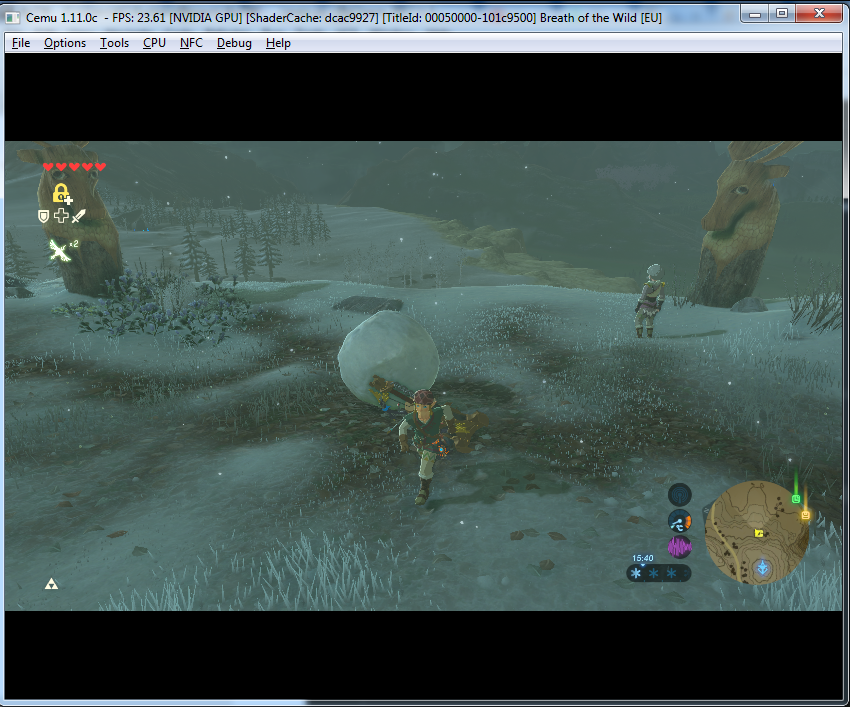 Cemu 1.11.0c - FPS: 23.61 [NVIDIA GPU] [ShaderCache: dcac9927] [TitleId: 00050000-101c9500] Breath of the Wild [EU]
File Options Tools CPU NFC Debug Help
x2
15:40